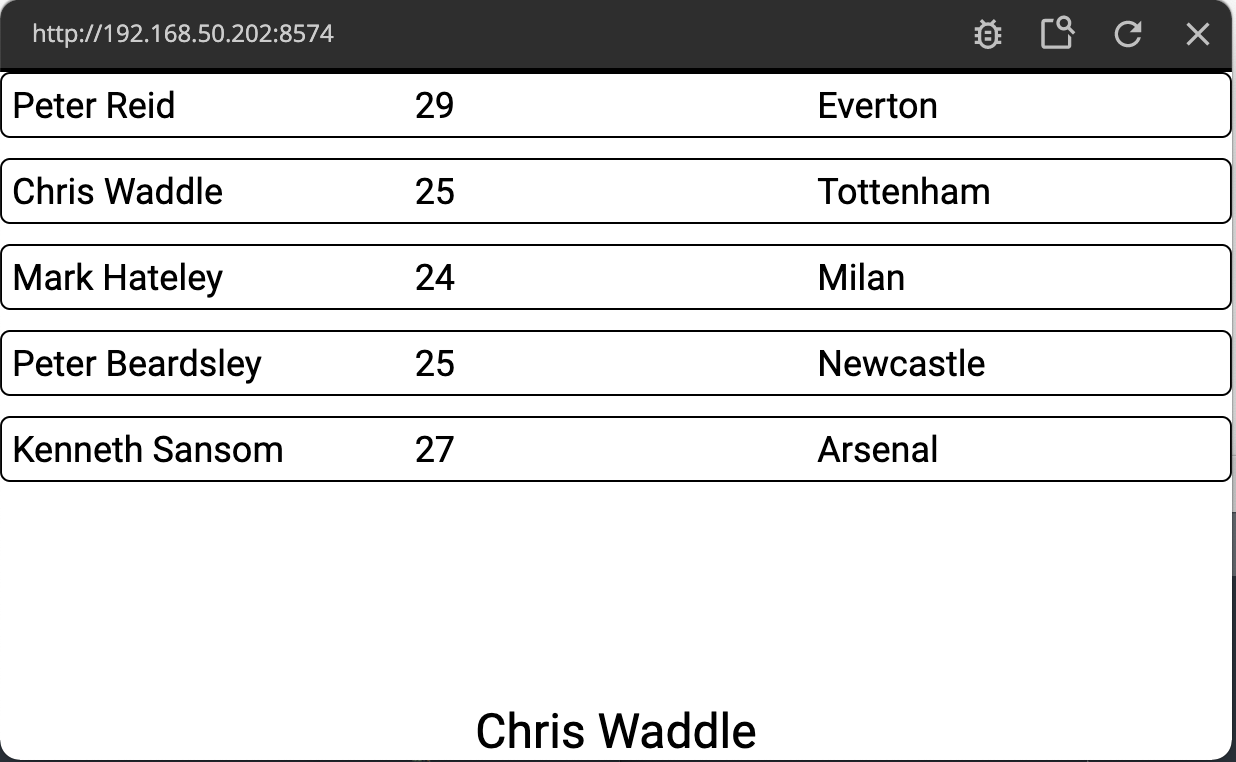 http://192.168.50.202:8574
Peter Reid 29 Everton
Chris Waddle 25 Tottenham
Mark Hateley 24 Milan
Peter Beardsley 25 Newcastle
Kenneth Sansom 27 Arsenal
Chris Waddle